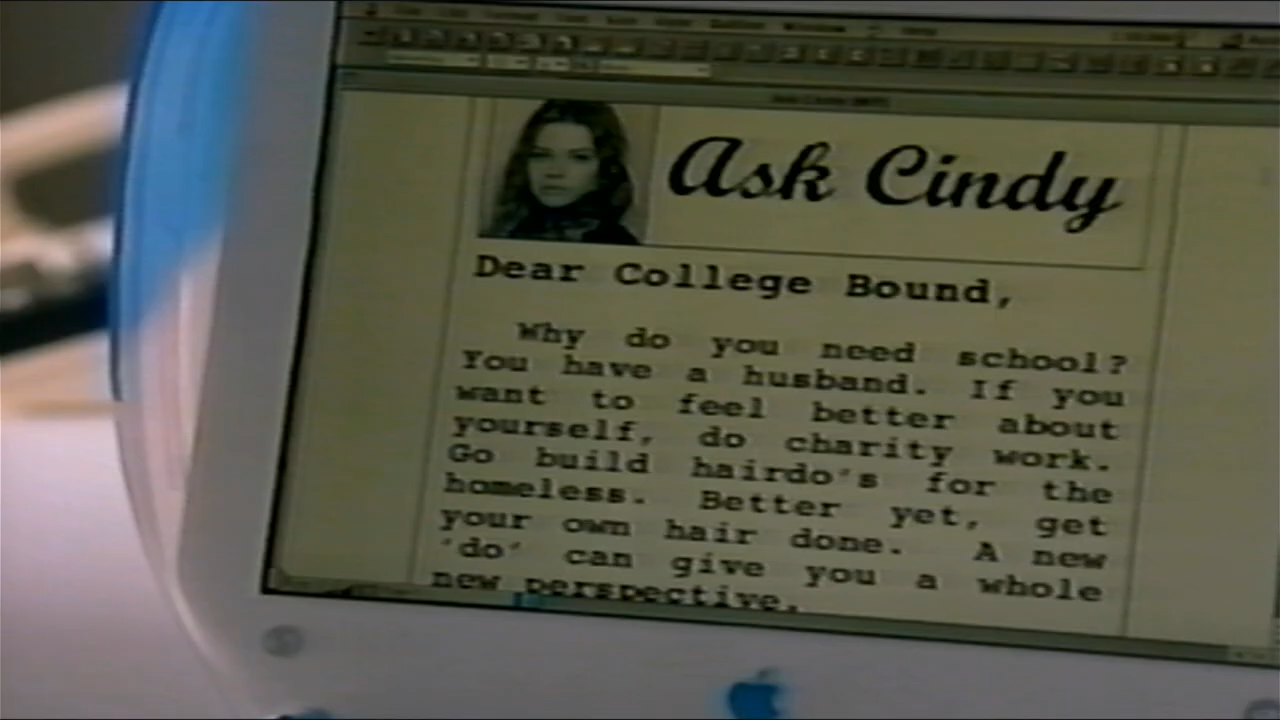 Ask Cindy
Dear College Bound,
Why do you need school?
You have a husband. If you
want to feel better about
yourself, do charity work.
Go build hairdo's for the
homeless. Better yet, get
your own hair done. A new
'do' can give you a whole
new perspective.